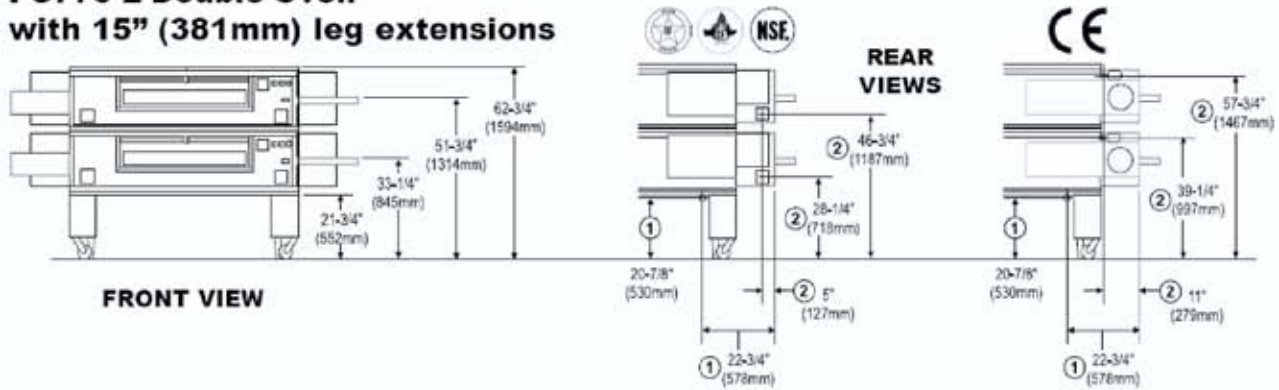 with 15” (381mm) leg extensions
NSF.
CE
REAR
VIEWS
62-3/4"
(1594mm)
51-3/4"
(1314mm)
33-1/4"
(845mm)
21-3/4"
(552mm)
FRONT VIEW
② 46-3/4"
(1187mm)
② 28-1/4"
(718mm)
①
20-7/8"
(530mm)
② 5"
(127mm)
① 22-3/4"
(578mm)
② 57-3/4"
(1467mm)
② 39-1/4"
(997mm)
①
20-7/8"
(530mm)
② 11"
(279mm)
① 22-3/4"
(578mm)